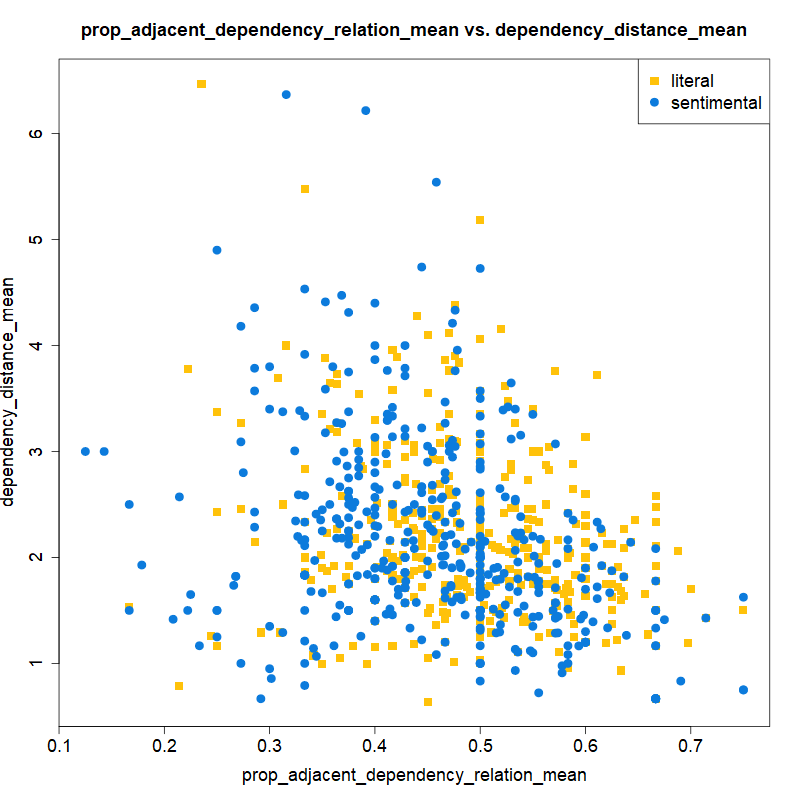 prop_adjacent_dependency_relation_mean vs. dependency_distance_mean
literal
sentimental
6
5
4
3
2
1
dependency_distance_mean
0.1 0.2 0.3 0.4 0.5 0.6 0.7
prop_adjacent_dependency_relation_mean